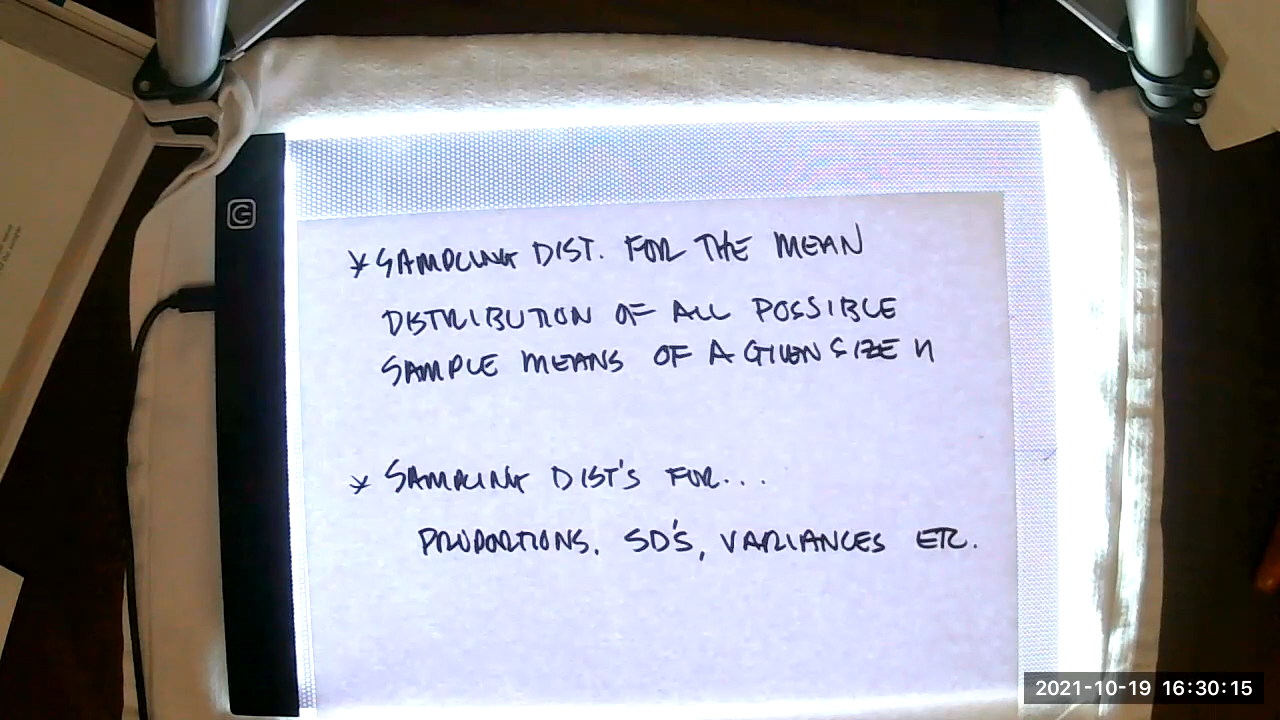 * SAMPLING DIST. FOR THE MEAN
DISTRIBUTION OF ALL POSSIBLE
SAMPLE MEANS OF A GIVEN SIZE n
* SAMPLING DIST'S FOR...
PROPORTIONS, SD'S, VARIANCES ETC.
2021-10-19 16:30:15